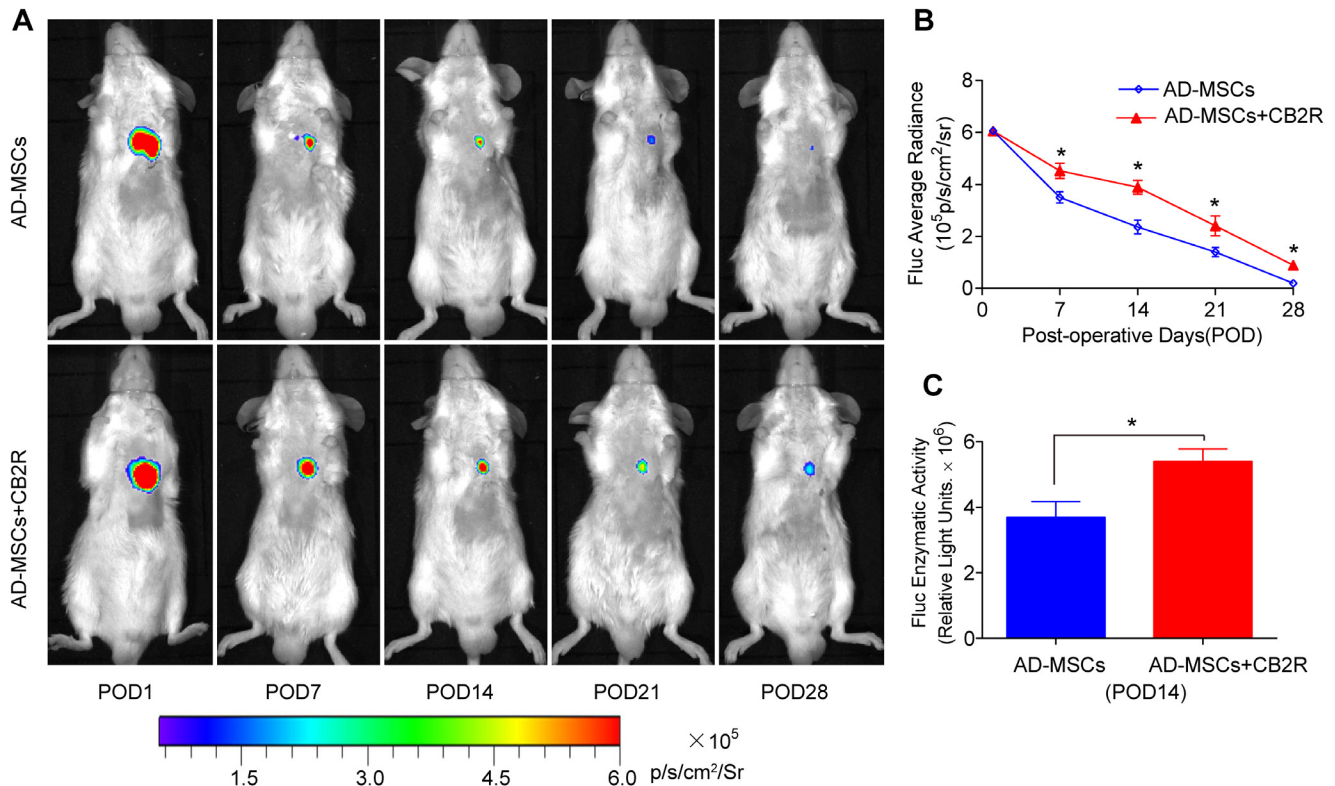 A
AD-MSCs
AD-MSCs+CB2R
POD1 POD7 POD14 POD21 POD28
1.5 3.0 4.5 6.0
×10⁵
p/s/cm²/Sr
B
Fluc Average Radiance
(10⁵p/s/cm²/sr)
8
6
4
2
0
AD-MSCs
AD-MSCs+CB2R
*
*
*
*
0 7 14 21 28
Post-operative Days(POD)
C
Fluc Enzymatic Activity
(Relative Light Units. × 10⁶)
6
4
2
0
*
AD-MSCs AD-MSCs+CB2R
(POD14)